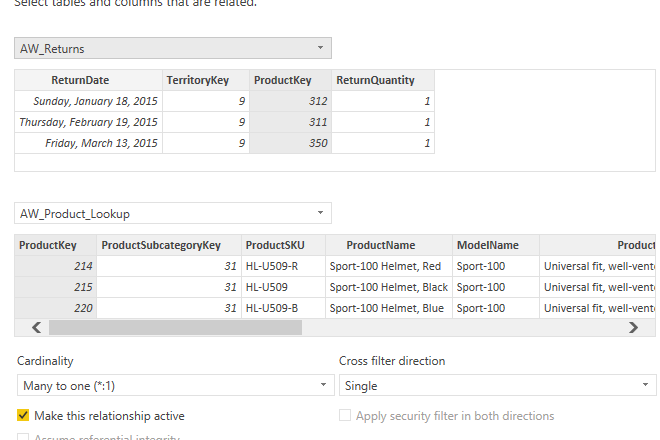 Select tables and columns that are related.
AW_Returns
ReturnDate TerritoryKey ProductKey ReturnQuantity
Sunday, January 18, 2015 9 312 1
Thursday, February 19, 2015 9 311 1
Friday, March 13, 2015 9 350 1
AW_Product_Lookup
ProductKey ProductSubcategoryKey ProductSKU ProductName ModelName Product
214 31 HL-U509-R Sport-100 Helmet, Red Sport-100 Universal fit, well-vent
215 31 HL-U509 Sport-100 Helmet, Black Sport-100 Universal fit, well-vent
220 31 HL-U509-B Sport-100 Helmet, Blue Sport-100 Universal fit, well-vent
Cardinality Cross filter direction
Many to one (*:1) Single
Make this relationship active Apply security filter in both directions
Assume referential integrity